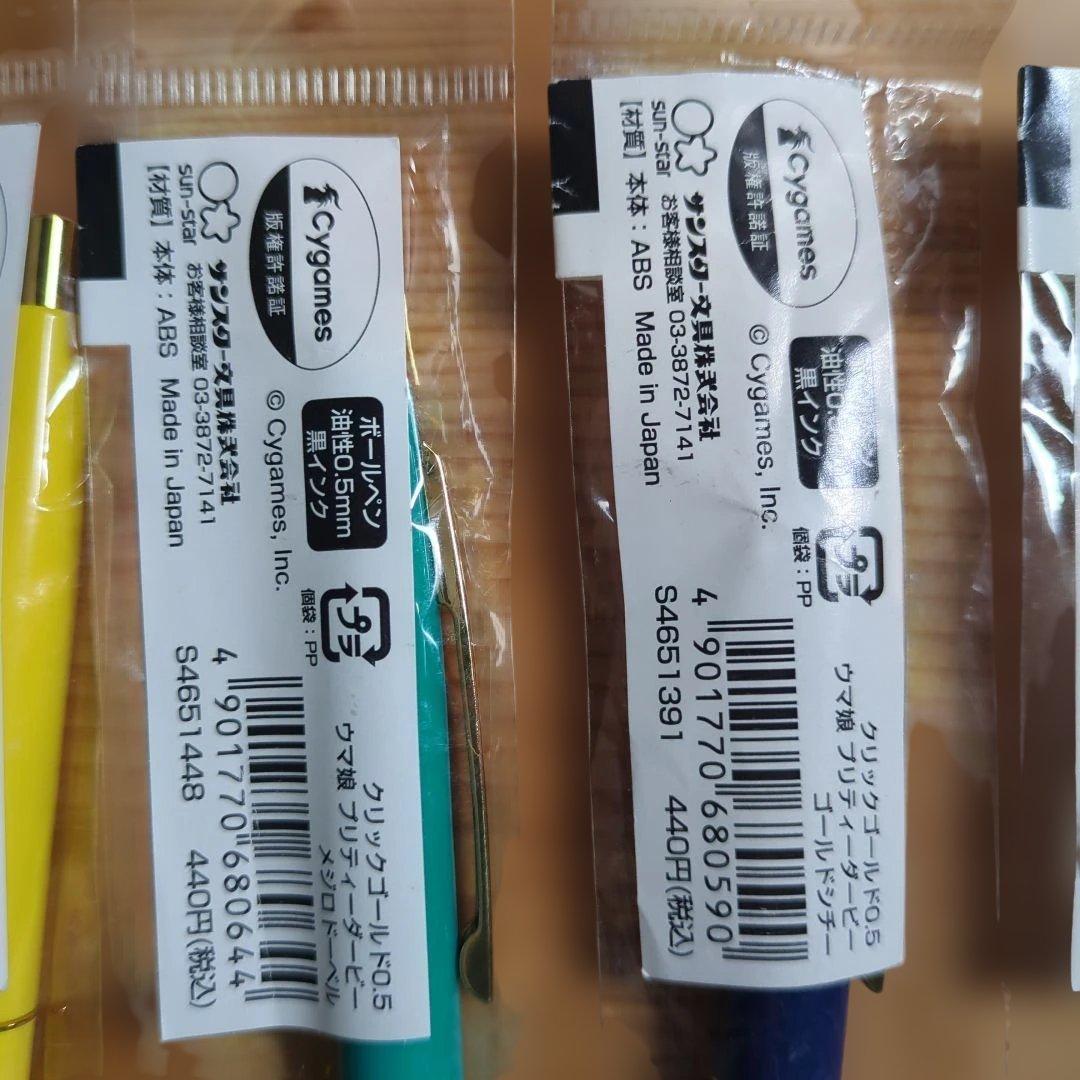 クリックゴールド0.5
ウマ娘 プリティーダービー
メジロドーベル
ボールペン
油性0.5mm
黒インク
個袋：PP
プラ
Cygames
版権許諾証
© Cygames, Inc.
4 901770 680644
sun-star
サンスター文具株式会社
お客様相談室 03-3872-7141
【材質】本体：ABS Made in Japan
S4651448 440円(税込)
クリックゴールド0.5
ウマ娘 プリティーダービー
ゴールドシチー
油性0.
黒インク
個袋：PP
プラ
Cygames
版権許諾証
© Cygames, Inc.
4 901770 680590
sun-star
サンスター文具株式会社
お客様相談室 03-3872-7141
【材質】本体：ABS Made in Japan
S4651391 440円(税込)